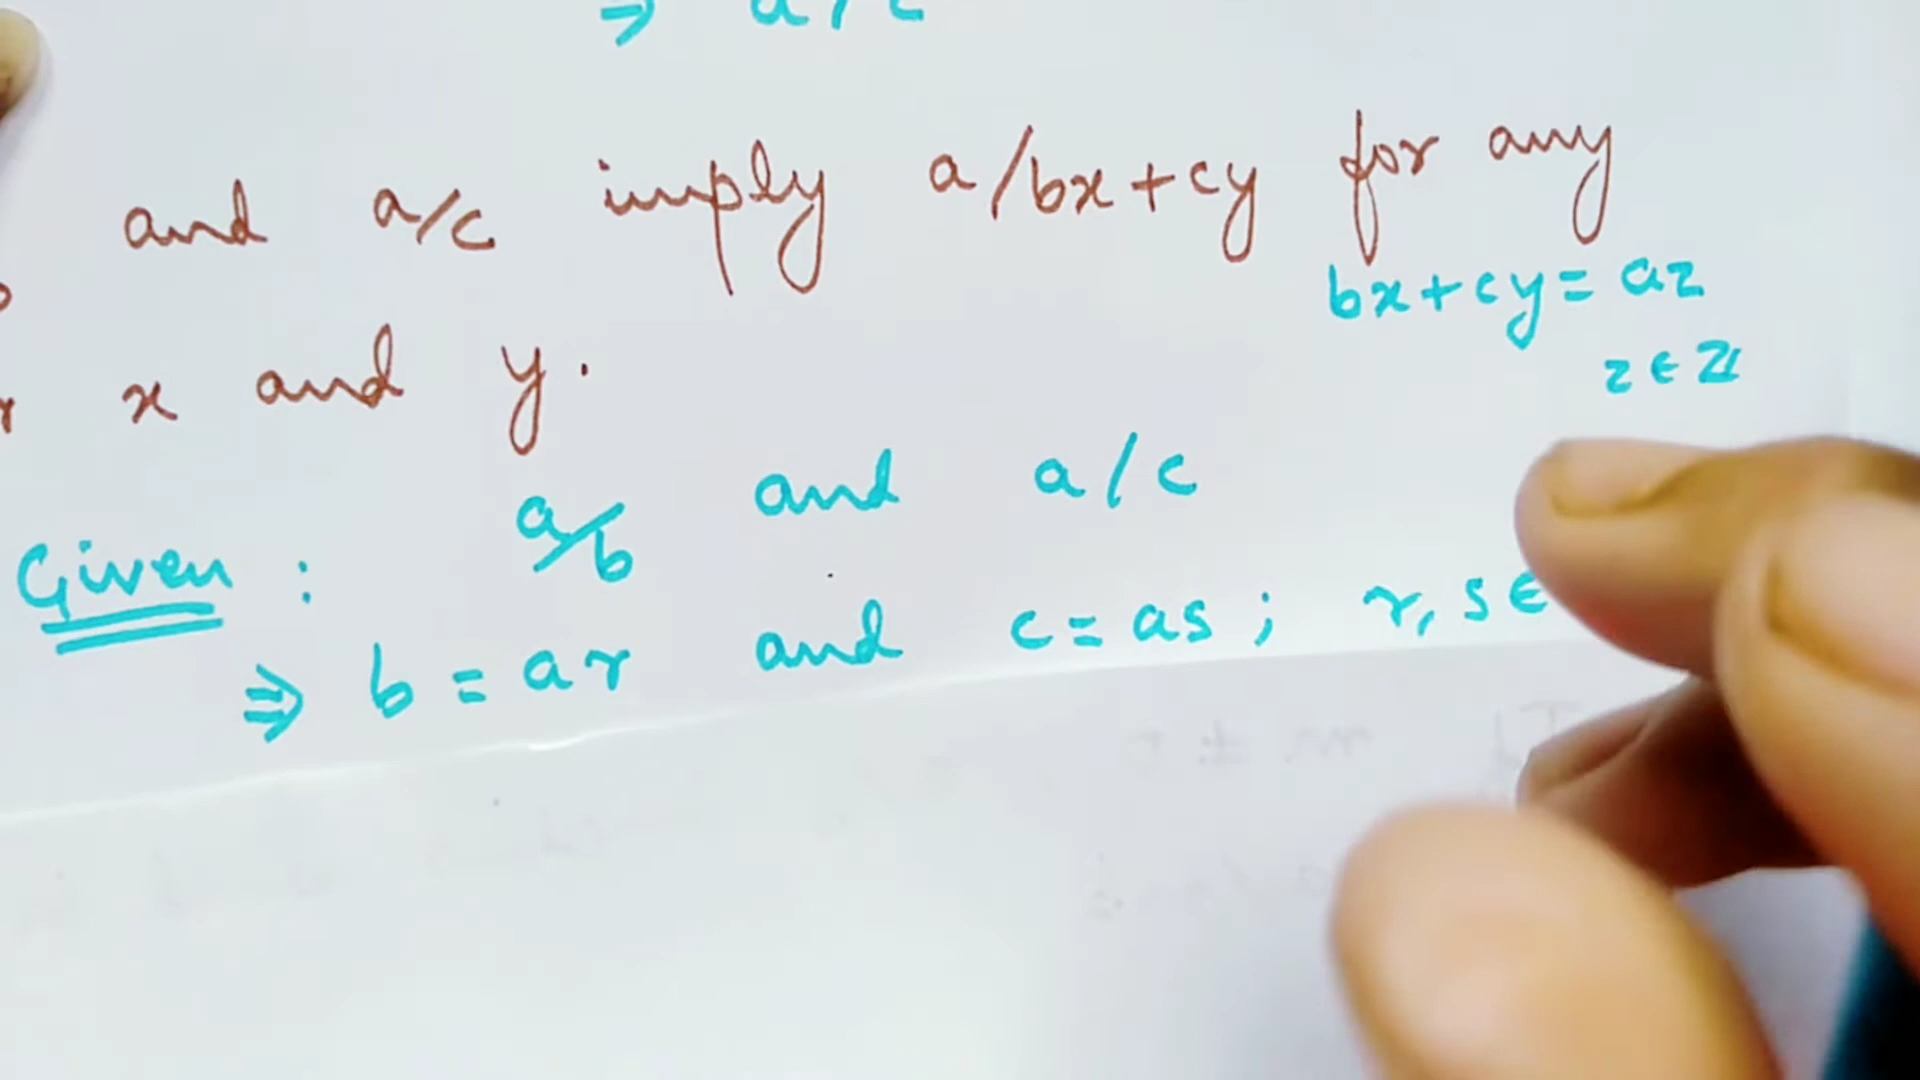 ⇒ a/c
and a/c imply a/bx+cy for any
bx+cy = az
x and y.
z ∈ ℤ
a/b and a/c
Given :
⇒ b = ar and c = as ; r, s ∈